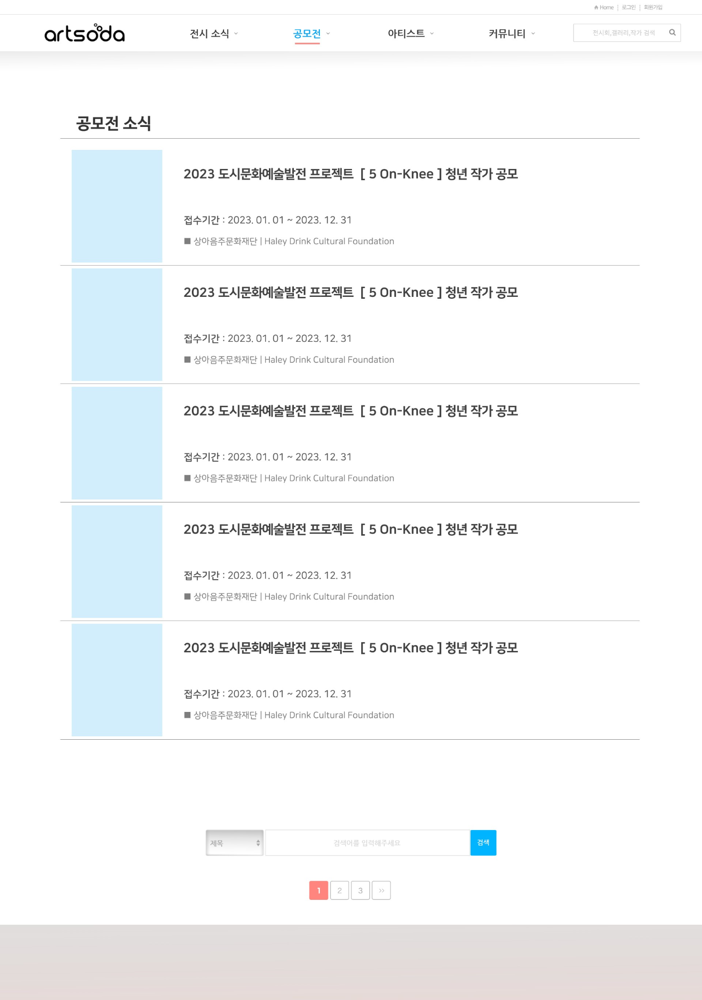 Home 로그인 회원가입
artsoda
전시 소식 공모전 아티스트 커뮤니티 전시회,갤러리,작가 검색
공모전 소식
2023 도시문화예술발전 프로젝트 [ 5 On-Knee ] 청년 작가 공모
접수기간 : 2023. 01. 01 ~ 2023. 12. 31
■ 상아음주문화재단 | Haley Drink Cultural Foundation
2023 도시문화예술발전 프로젝트 [ 5 On-Knee ] 청년 작가 공모
접수기간 : 2023. 01. 01 ~ 2023. 12. 31
■ 상아음주문화재단 | Haley Drink Cultural Foundation
2023 도시문화예술발전 프로젝트 [ 5 On-Knee ] 청년 작가 공모
접수기간 : 2023. 01. 01 ~ 2023. 12. 31
■ 상아음주문화재단 | Haley Drink Cultural Foundation
2023 도시문화예술발전 프로젝트 [ 5 On-Knee ] 청년 작가 공모
접수기간 : 2023. 01. 01 ~ 2023. 12. 31
■ 상아음주문화재단 | Haley Drink Cultural Foundation
2023 도시문화예술발전 프로젝트 [ 5 On-Knee ] 청년 작가 공모
접수기간 : 2023. 01. 01 ~ 2023. 12. 31
■ 상아음주문화재단 | Haley Drink Cultural Foundation
제목 검색어를 입력해주세요 검색
1 2 3 >>